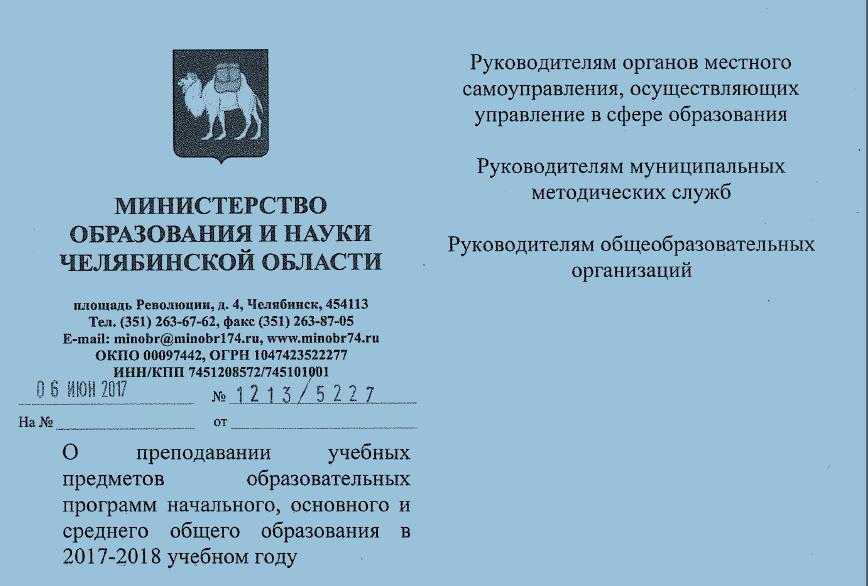 МИНИСТЕРСТВО
ОБРАЗОВАНИЯ И НАУКИ
ЧЕЛЯБИНСКОЙ ОБЛАСТИ
площадь Революции, д. 4, Челябинск, 454113
Тел. (351) 263-67-62, факс (351) 263-87-05
E-mail: minobr@minobr174.ru, www.minobr74.ru
ОКПО 00097442, ОГРН 1047423522277
ИНН/КПП 7451208572/745101001
06 ИЮН 2017 № 1213/5227
На № от
О преподавании учебных
предметов образовательных
программ начального, основного и
среднего общего образования в
2017-2018 учебном году
Руководителям органов местного
самоуправления, осуществляющих
управление в сфере образования
Руководителям муниципальных
методических служб
Руководителям общеобразовательных
организаций